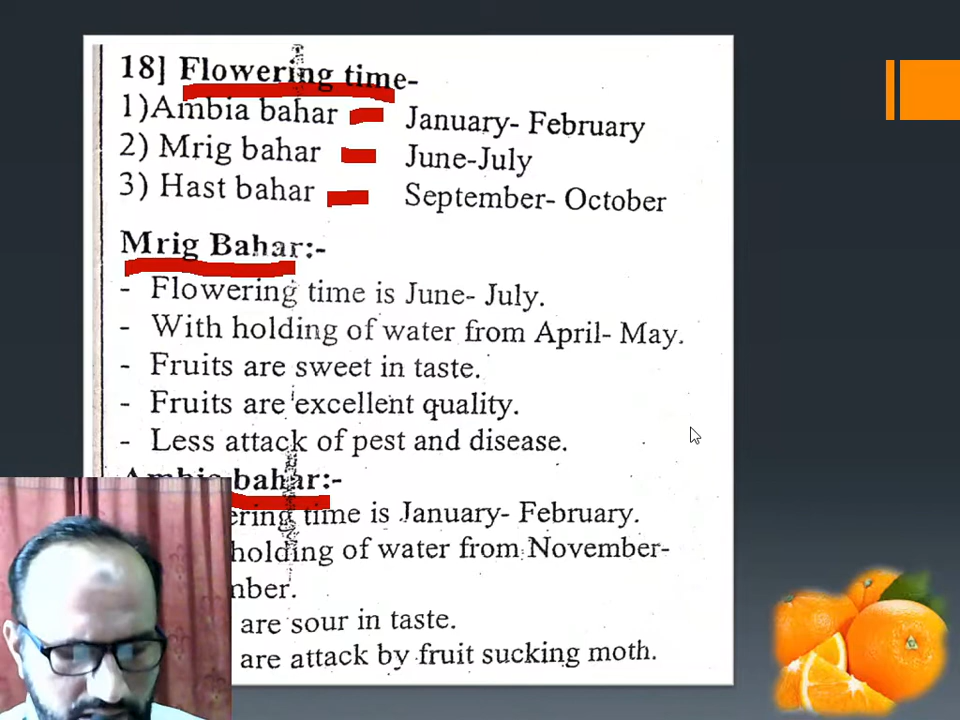 18] Flowering time-
1)Ambia bahar January- February
2) Mrig bahar June-July
3) Hast bahar September- October
Mrig Bahar:-
- Flowering time is June- July.
- With holding of water from April- May.
- Fruits are sweet in taste.
- Fruits are excellent quality.
- Less attack of pest and disease.
Ambia bahar:-
time is January- February.
holding of water from November-
are sour in taste.
are attack by fruit sucking moth.